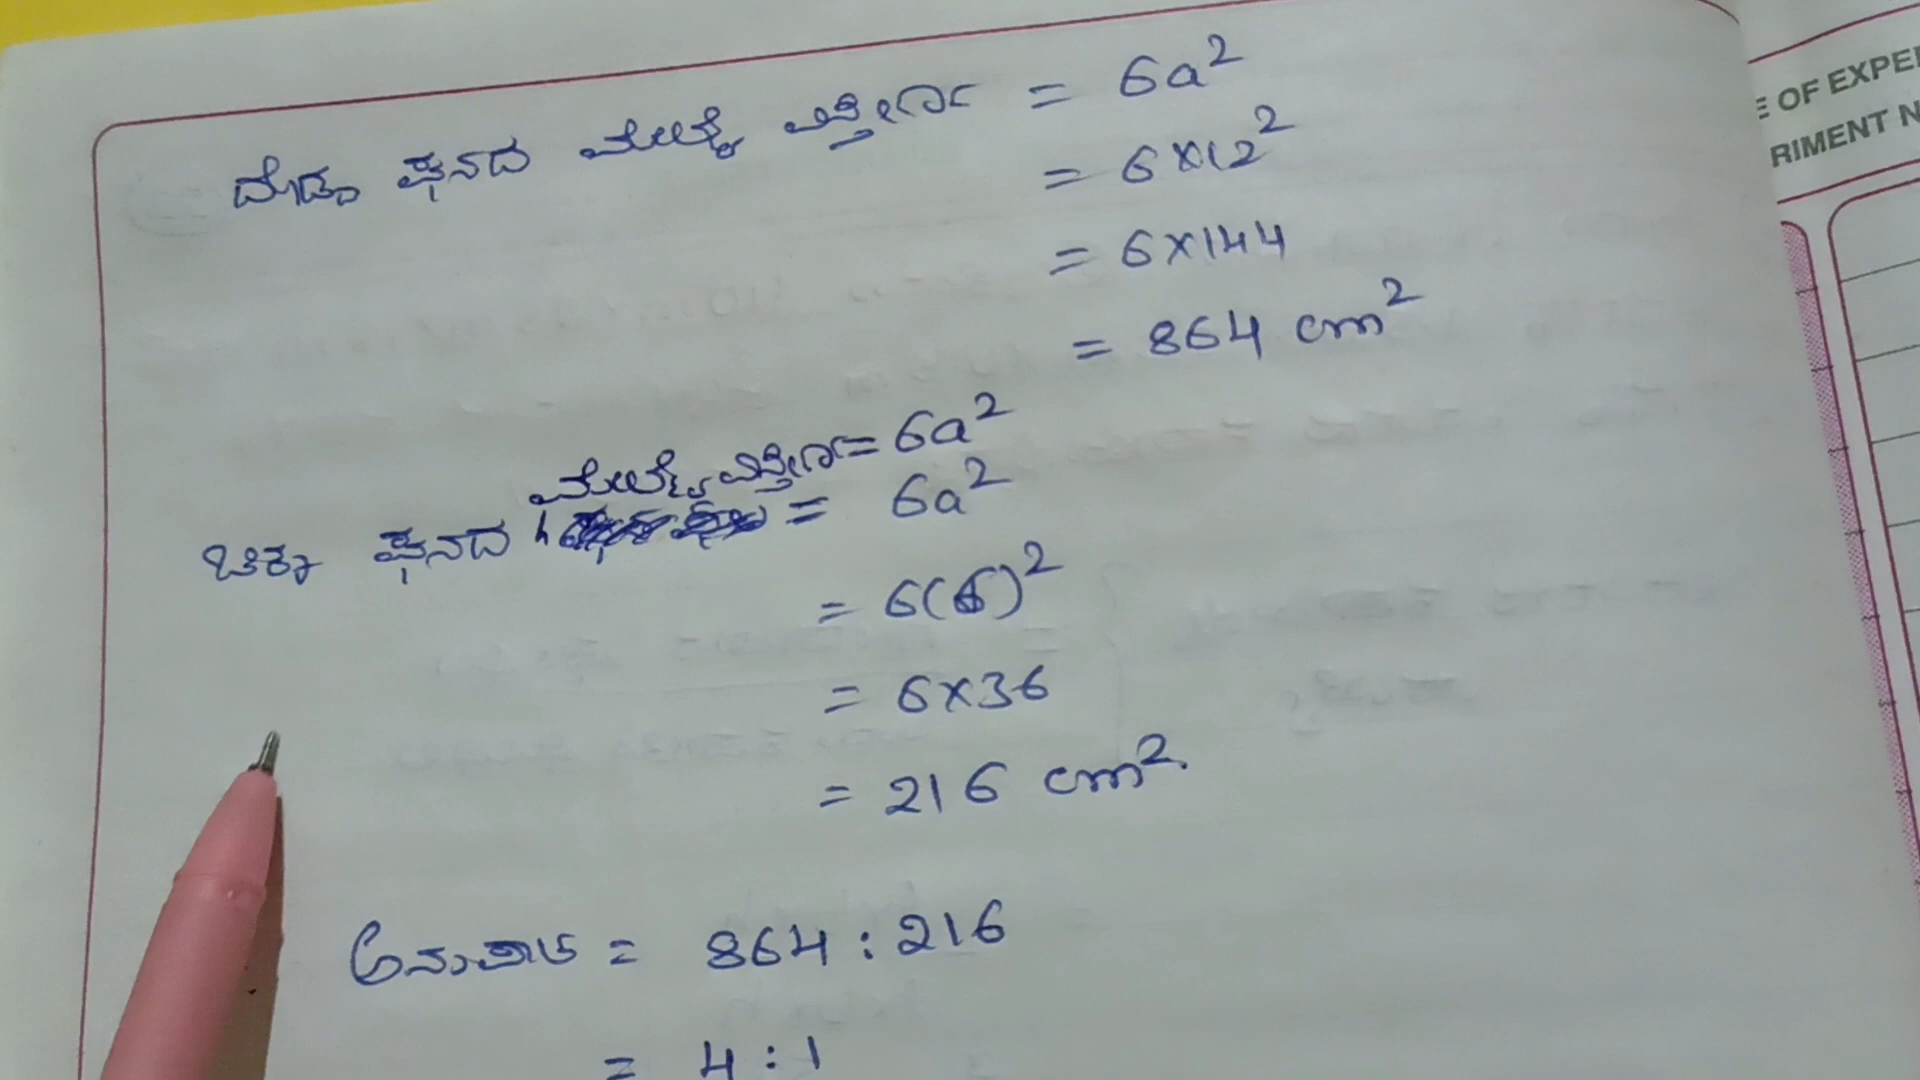 ದೊಡ್ಡ ಘನದ ಮೇಲ್ಮೈ ವಿಸ್ತೀರ್ಣ = 6a²
= 6×12²
= 6×144
= 864 cm²
ಮೇಲ್ಮೈ ವಿಸ್ತೀರ್ಣ = 6a²
ಚಿಕ್ಕ ಘನದ = 6a²
= 6(6)²
= 6×36
= 216 cm².
ಅನುಪಾತ = 864 : 216
= 4 : 1
OF EXPE
RIMENT N